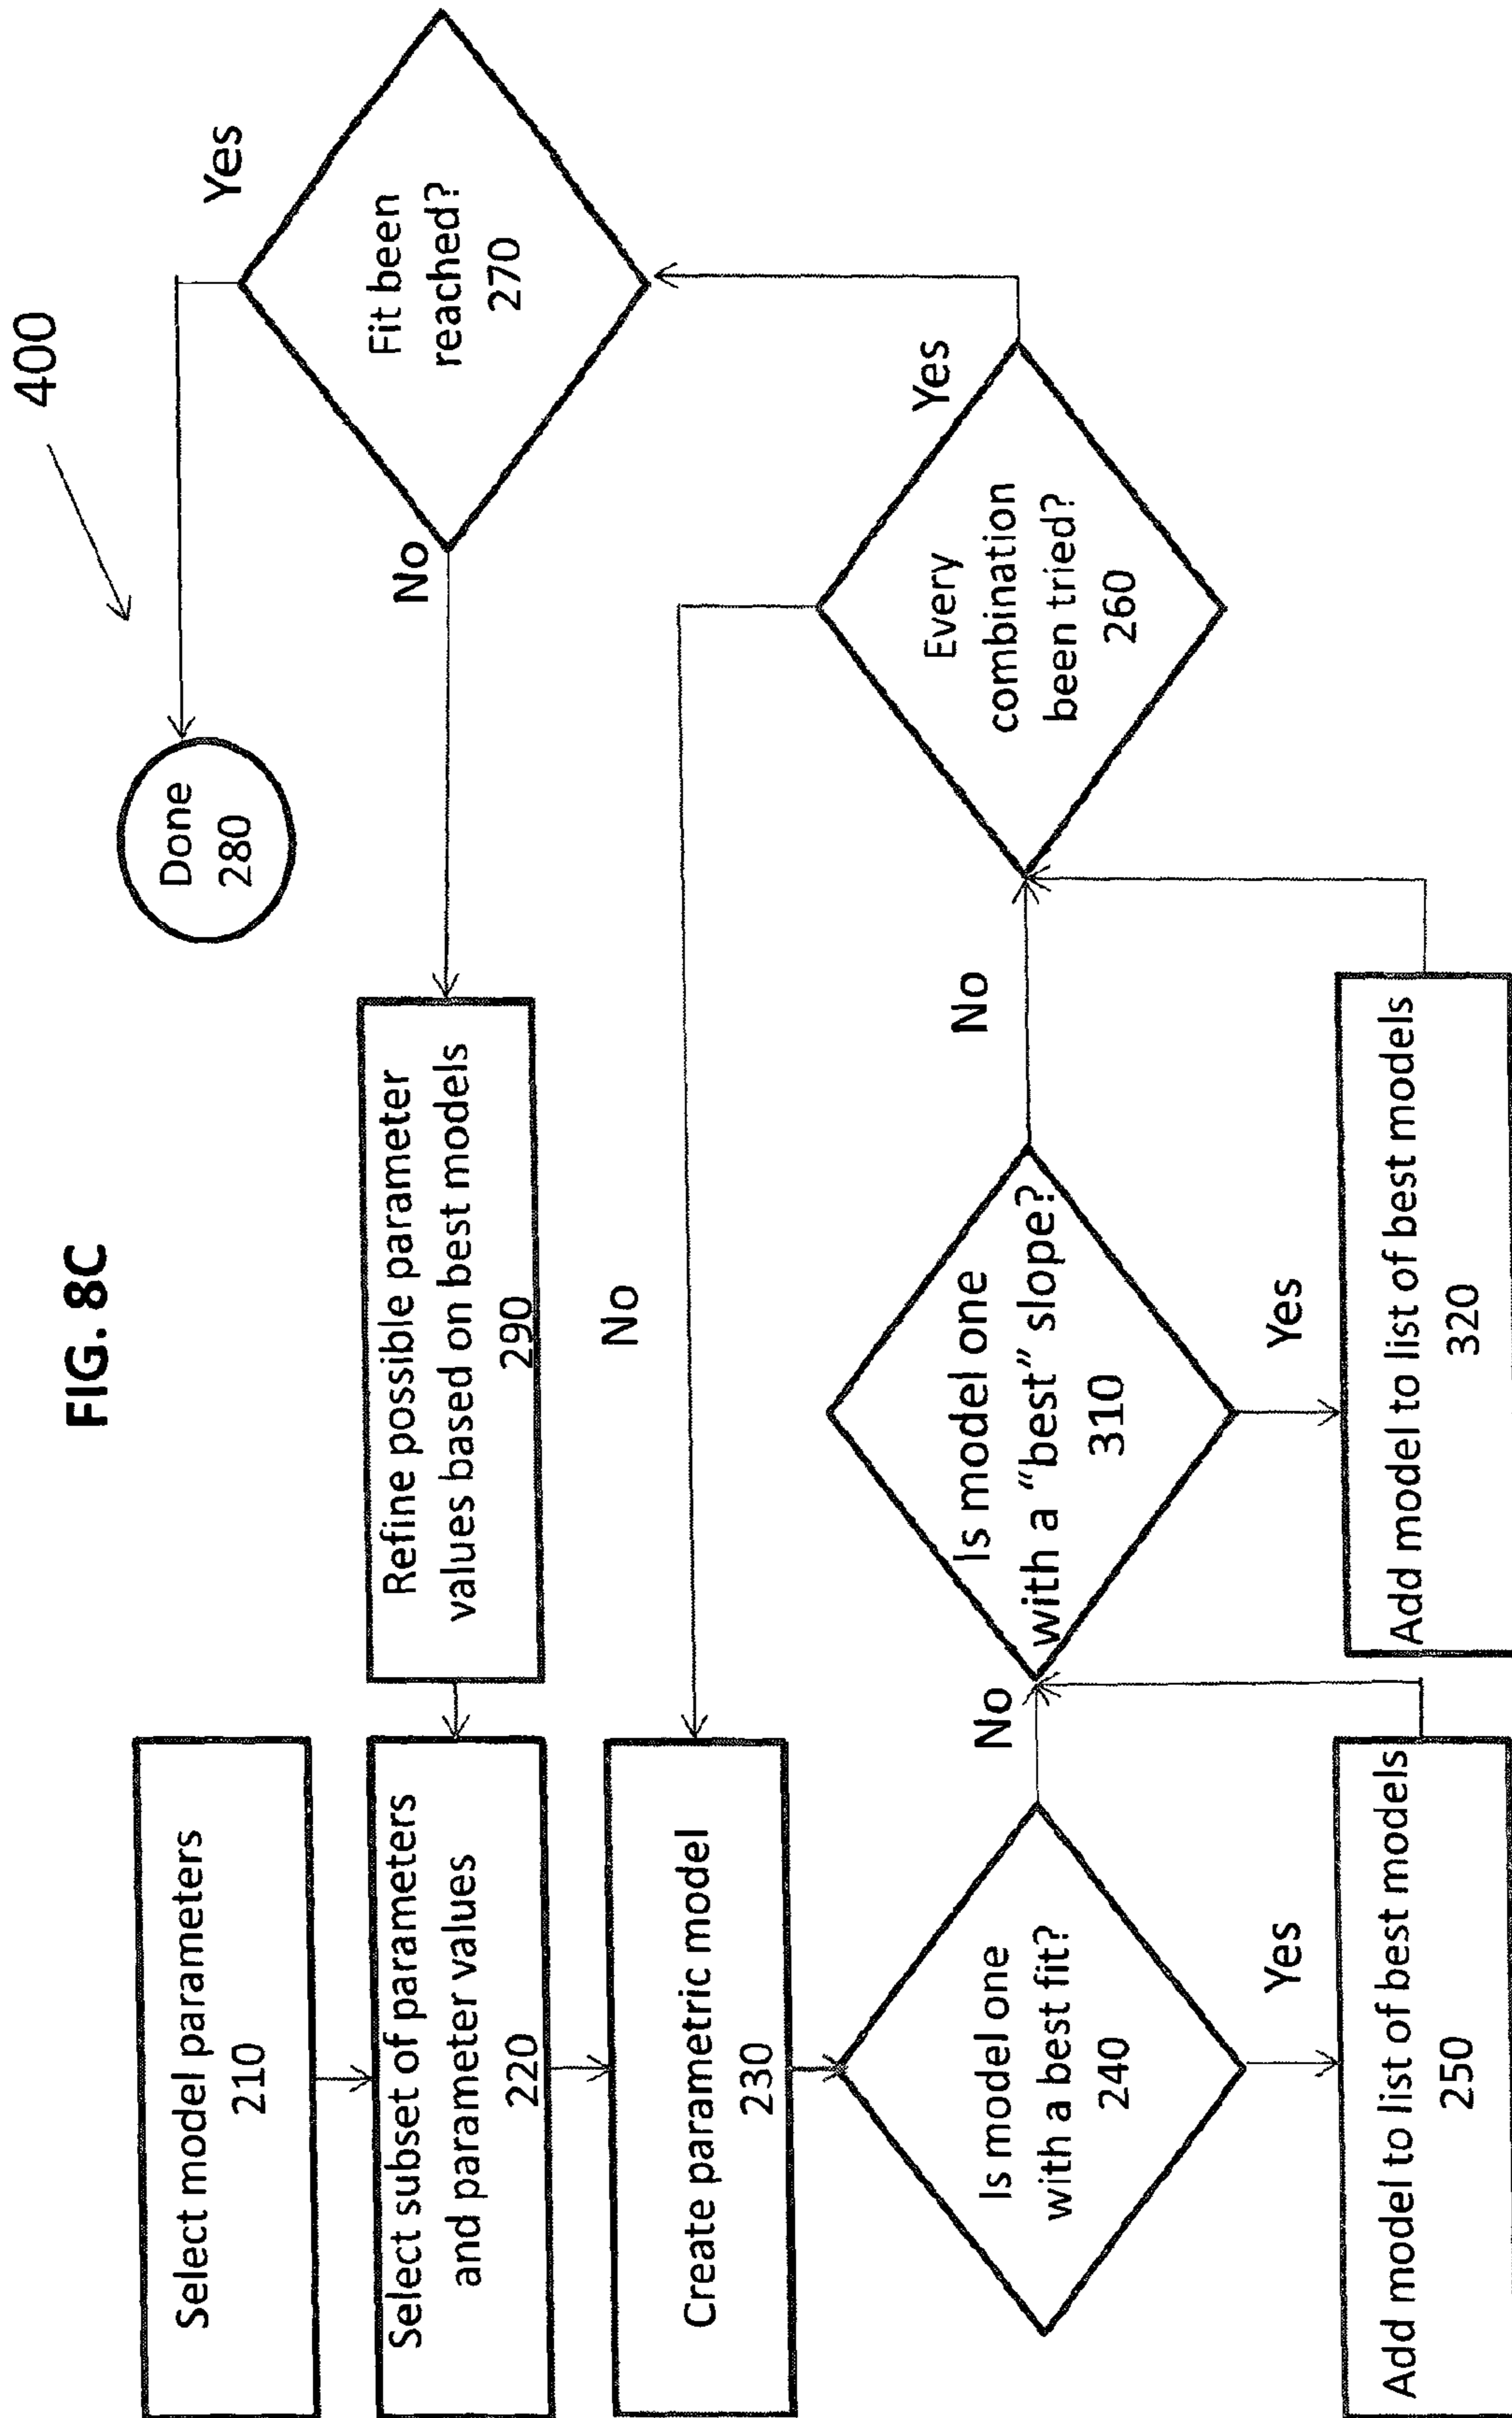 FIG. 8C
400
Select model parameters
210
Select subset of parameters
and parameter values
220
Refine possible parameter
values based on best models
290
Done
280
Yes
Fit been
reached?
270
No
Create parametric model
230
No
Is model one
with a best fit?
240
No
Yes
Add model to list of best models
250
Is model one
with a “best” slope?
310
No
Yes
Add model to list of best models
320
Every
combination
been tried?
260
Yes